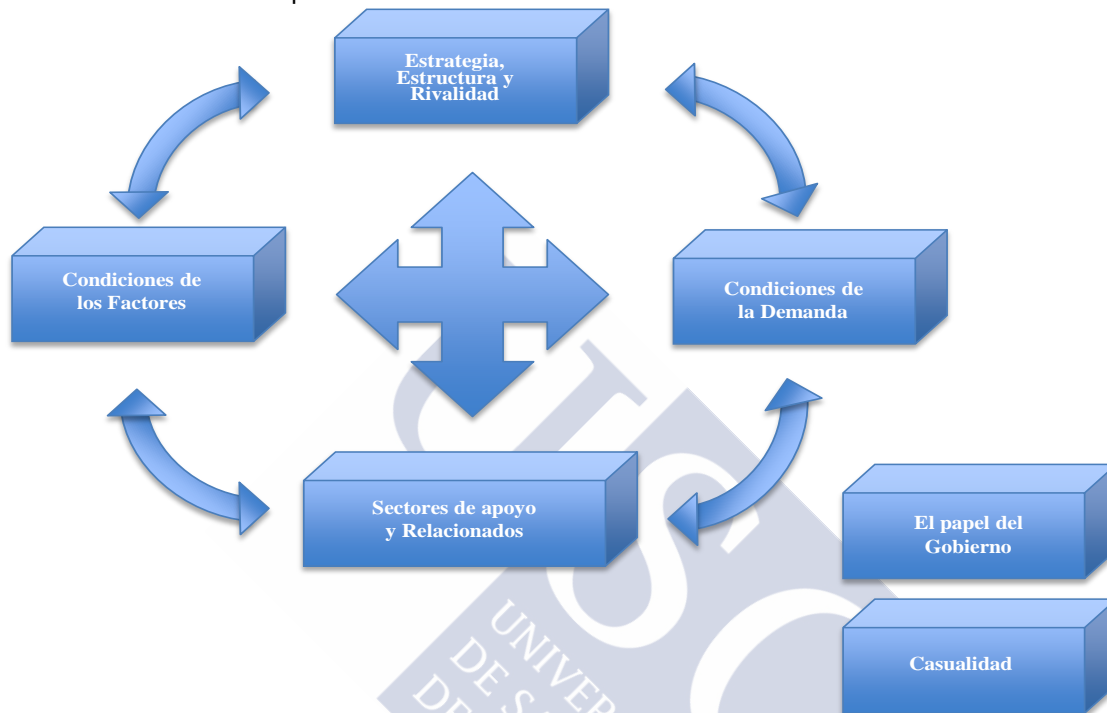 Estrategia,
Estructura y
Rivalidad
Condiciones de
los Factores
Condiciones de
la Demanda
Sectores de apoyo
y Relacionados
El papel del
Gobierno
Casualidad
USC